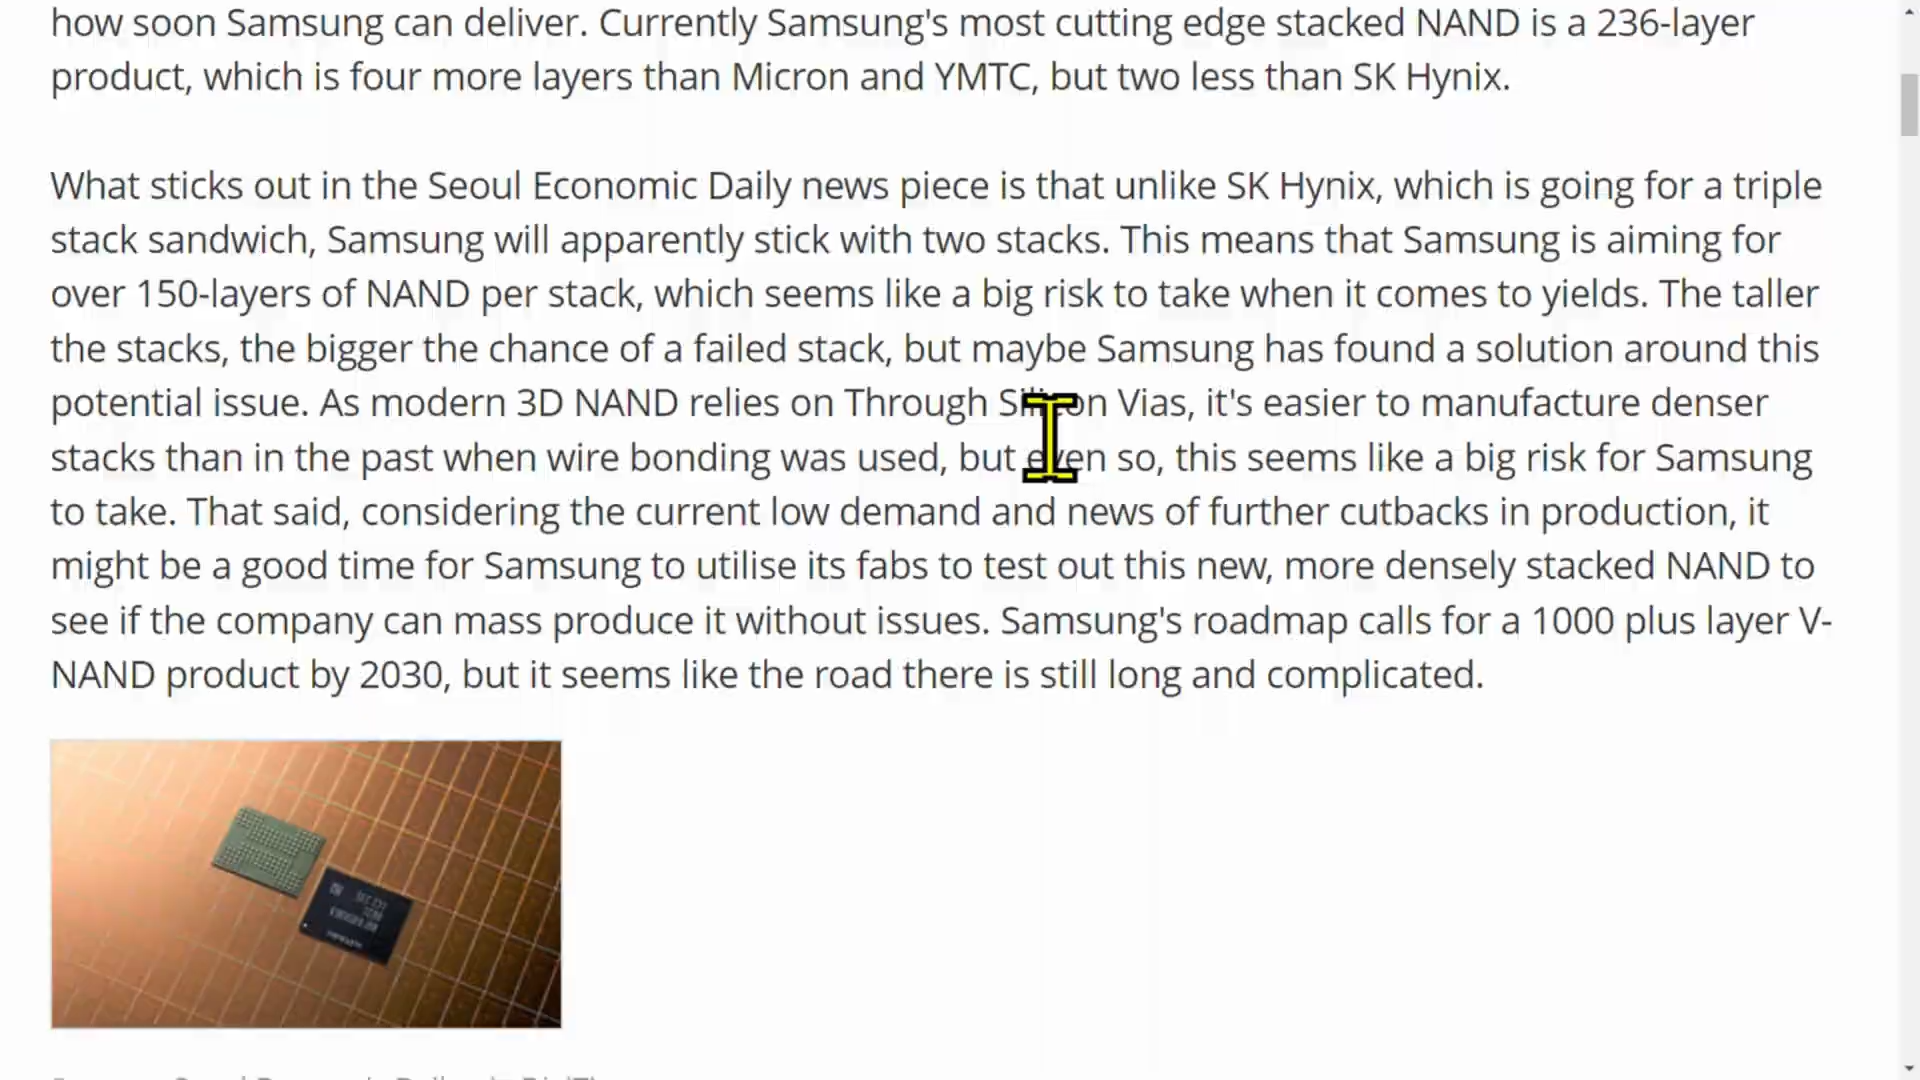 how soon Samsung can deliver. Currently Samsung's most cutting edge stacked NAND is a 236-layer
product, which is four more layers than Micron and YMTC, but two less than SK Hynix.
What sticks out in the Seoul Economic Daily news piece is that unlike SK Hynix, which is going for a triple
stack sandwich, Samsung will apparently stick with two stacks. This means that Samsung is aiming for
over 150-layers of NAND per stack, which seems like a big risk to take when it comes to yields. The taller
the stacks, the bigger the chance of a failed stack, but maybe Samsung has found a solution around this
potential issue. As modern 3D NAND relies on Through Silicon Vias, it's easier to manufacture denser
stacks than in the past when wire bonding was used, but even so, this seems like a big risk for Samsung
to take. That said, considering the current low demand and news of further cutbacks in production, it
might be a good time for Samsung to utilise its fabs to test out this new, more densely stacked NAND to
see if the company can mass produce it without issues. Samsung's roadmap calls for a 1000 plus layer V-
NAND product by 2030, but it seems like the road there is still long and complicated.